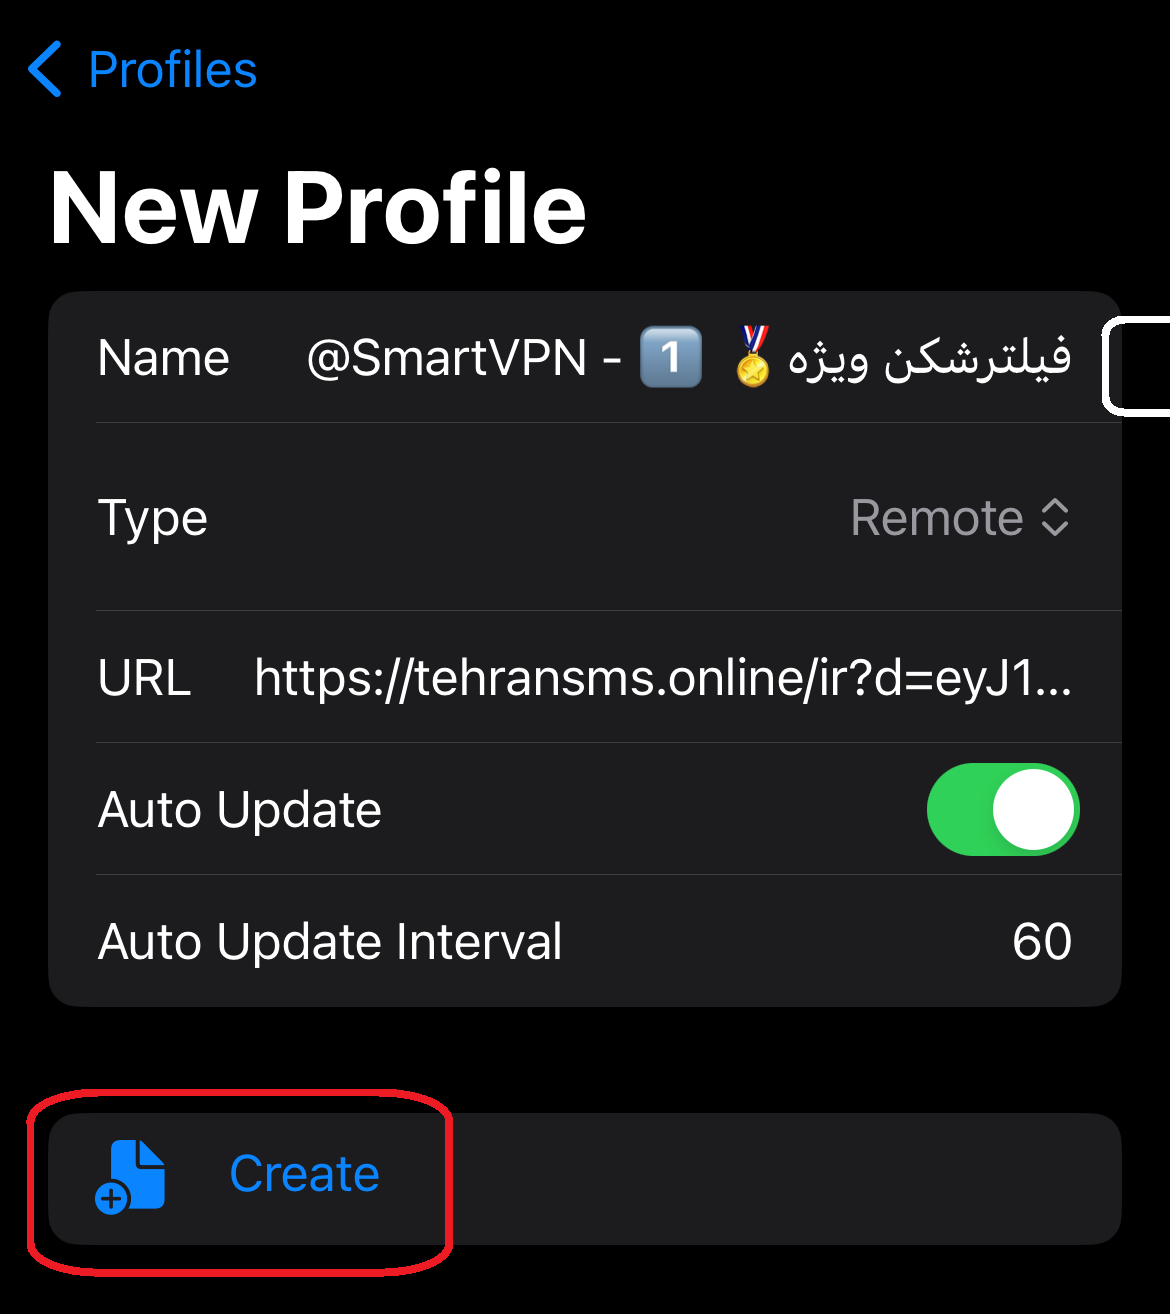 Profiles
New Profile
Name @SmartVPN - 1️⃣ 🏅 فیلترشکن ویژه
Type Remote
URL https://tehransms.online/ir?d=eyJ1...
Auto Update
Auto Update Interval 60
Create